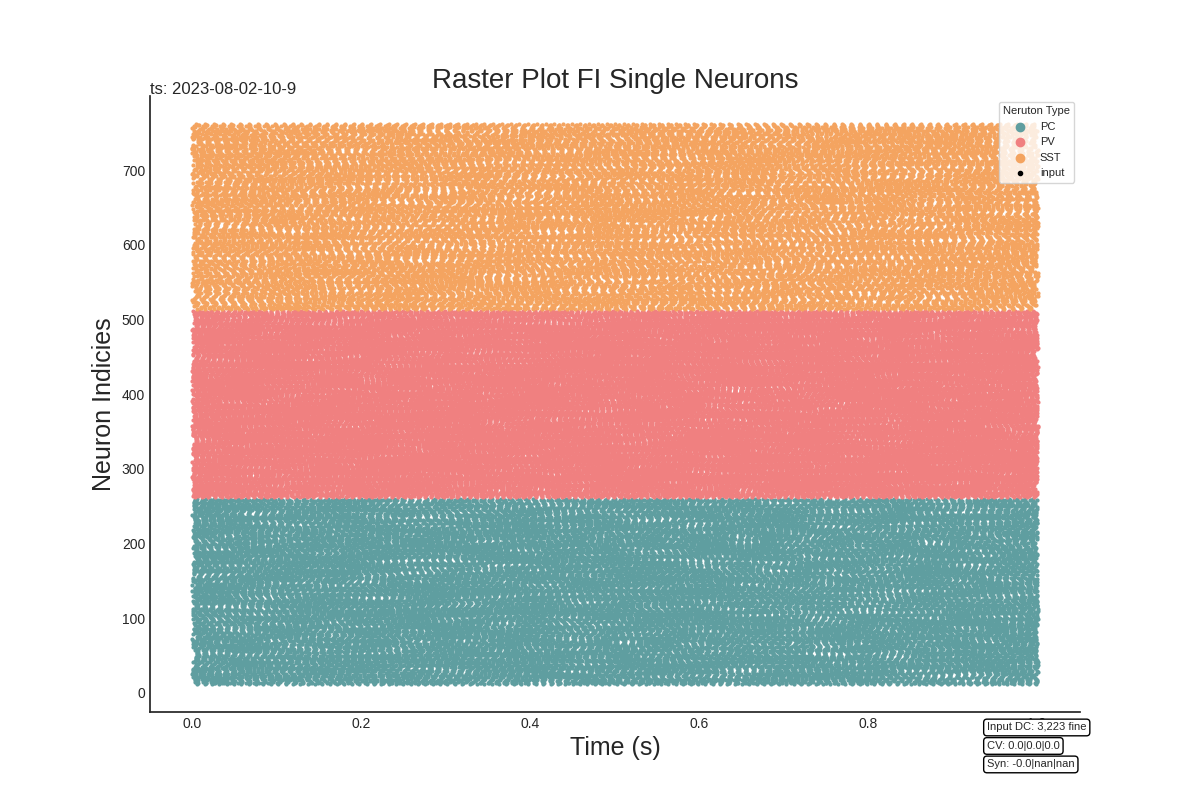 Raster Plot FI Single Neurons
ts: 2023-08-02-10-9
Neruton Type
PC
PV
SST
input
Neuron Indicies
700
600
500
400
300
200
100
0
0.0 0.2 0.4 0.6 0.8
Time (s)
Input DC: 3,223 fine
CV: 0.0|0.0|0.0
Syn: -0.0|nan|nan